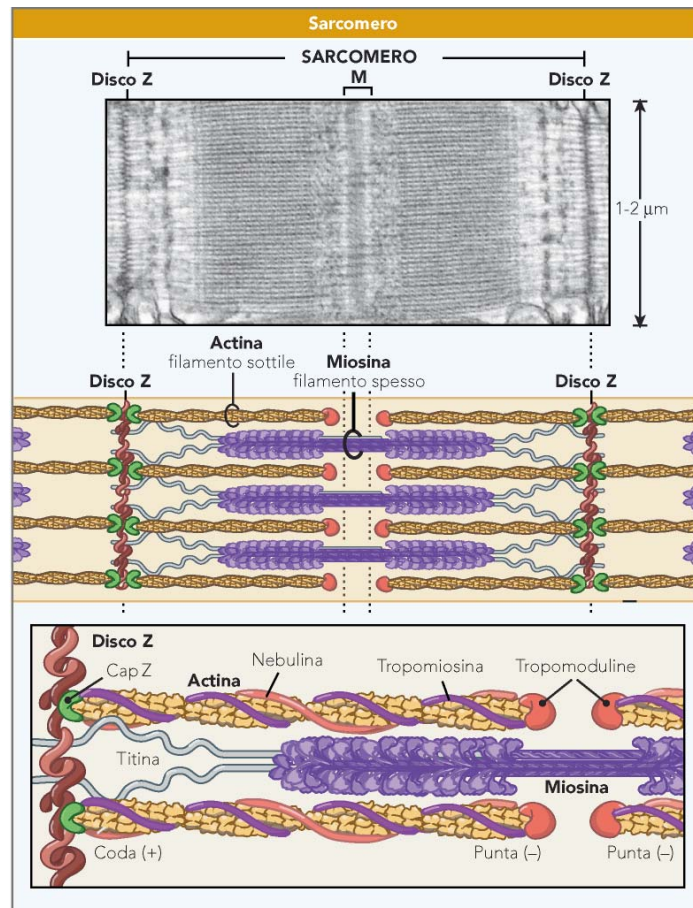 Sarcomero
SARCOMERO
Disco Z
M
Disco Z
1-2 μm
Actina
filamento sottile
Miosina
filamento spesso
Disco Z
Disco Z
Disco Z
Cap Z
Actina
Nebulina
Tropomiosina
Tropomoduline
Titina
Miosina
Coda (+)
Punta (–)
Punta (–)